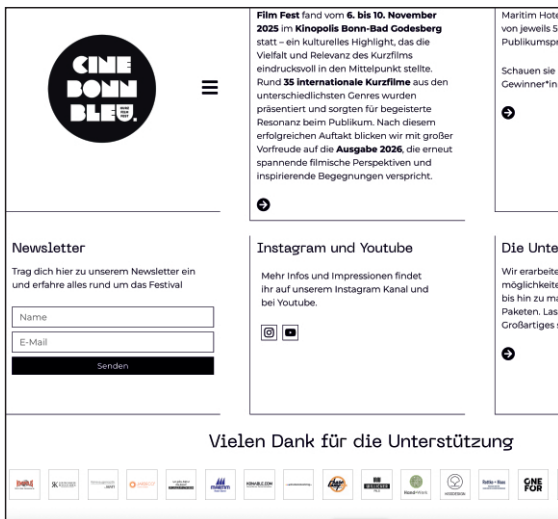 CINE
BONN
BLEU.
Film Fest fand vom 6. bis 10. November
2025 im Kinopolis Bonn-Bad Godesberg
statt – ein kulturelles Highlight, das die
Vielfalt und Relevanz des Kurzfilms
eindrucksvoll in den Mittelpunkt stellte.
Rund 35 internationale Kurzfilme aus den
unterschiedlichsten Genres wurden
präsentiert und sorgten für begeisterte
Resonanz beim Publikum. Nach diesem
erfolgreichen Auftakt blicken wir mit großer
Vorfreude auf die Ausgabe 2026, die erneut
spannende filmische Perspektiven und
inspirierende Begegnungen verspricht.
Maritim Hote
von jeweils 5
Publikumspr
Schauen sie
Gewinner*in
Newsletter
Trag dich hier zu unserem Newsletter ein
und erfahre alles rund um das Festival
Name
E-Mail
Senden
Instagram und Youtube
Mehr Infos und Impressionen findet
ihr auf unserem Instagram Kanal und
bei Youtube.
Die Unte
Wir erarbeite
möglichkeite
bis hin zu ma
Paketen. Las
Großartiges s
Vielen Dank für die Unterstützung
ONE
FOR